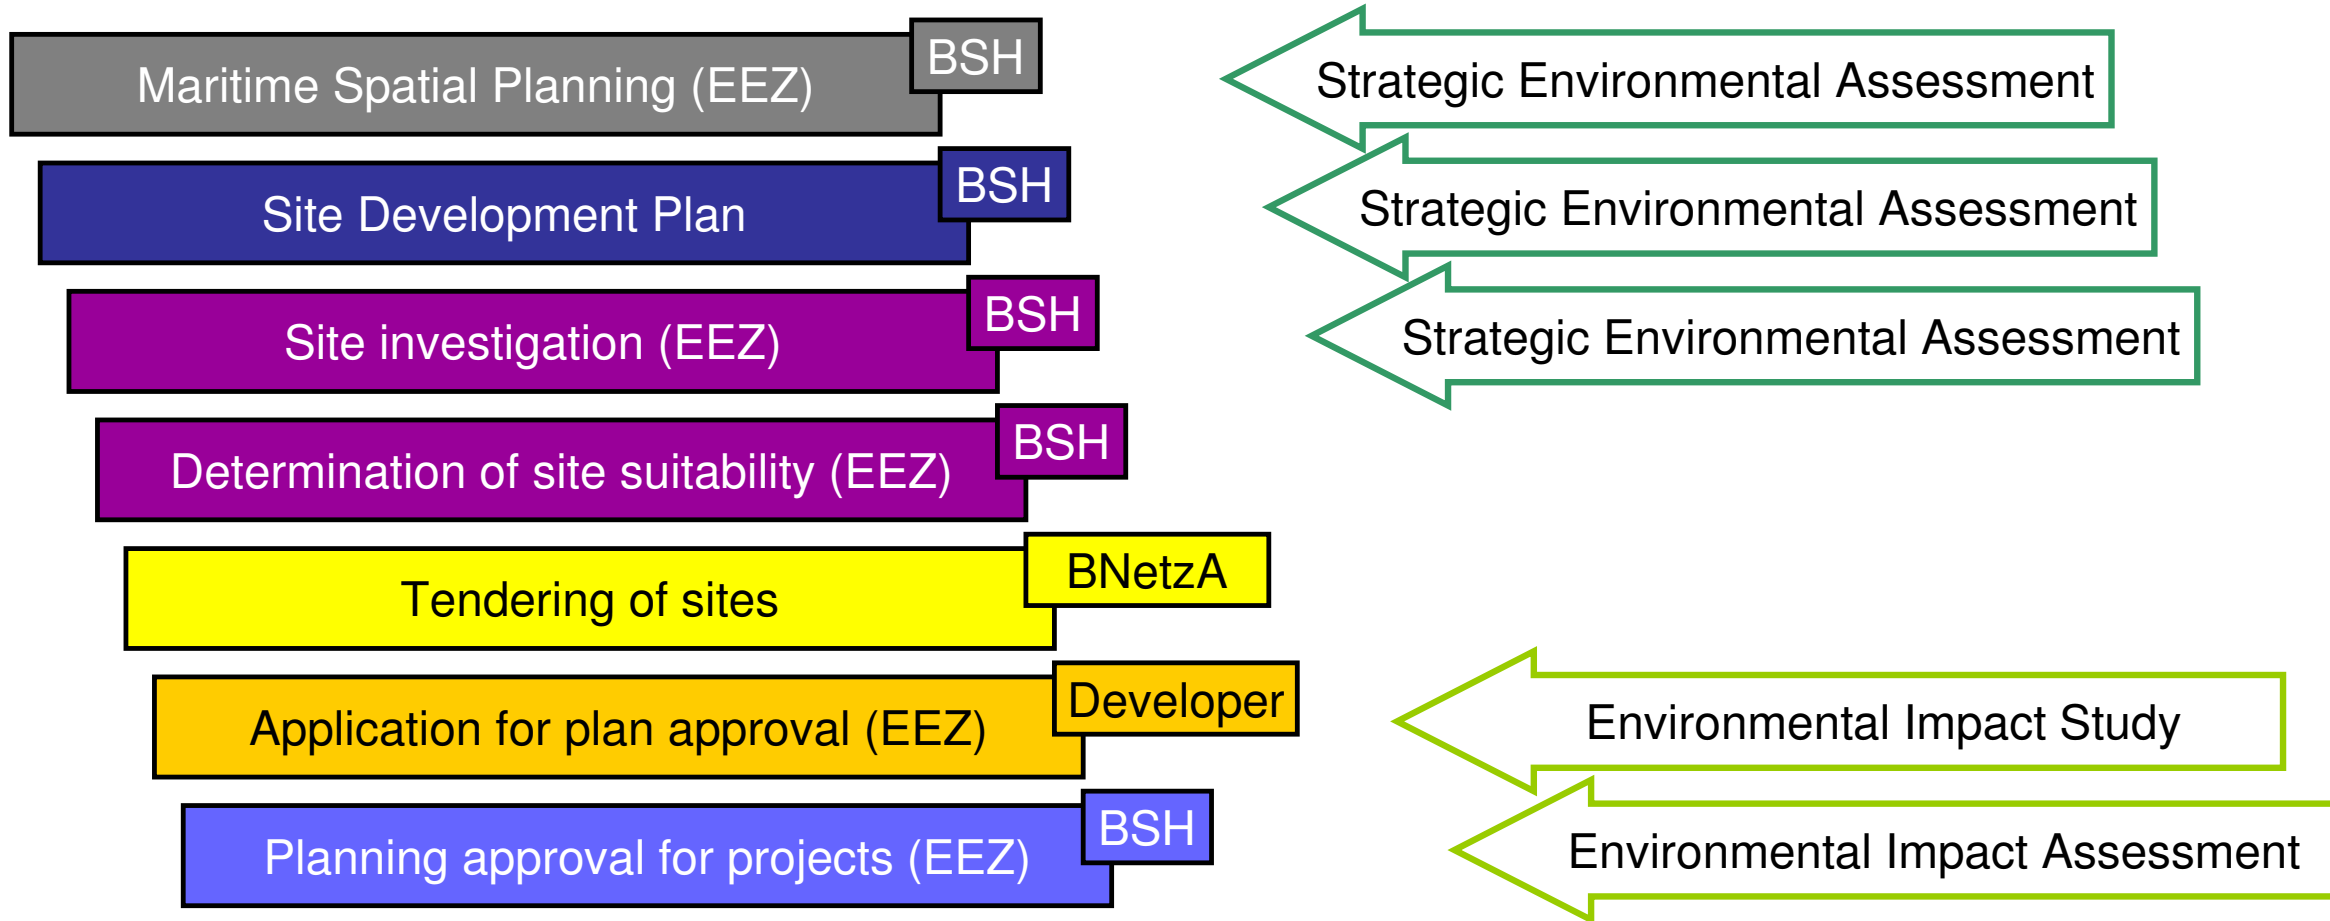 Maritime Spatial Planning (EEZ)
BSH
Strategic Environmental Assessment
Site Development Plan
BSH
Strategic Environmental Assessment
Site investigation (EEZ)
BSH
Strategic Environmental Assessment
Determination of site suitability (EEZ)
BSH
Tendering of sites
BNetzA
Application for plan approval (EEZ)
Developer
Environmental Impact Study
Planning approval for projects (EEZ)
BSH
Environmental Impact Assessment